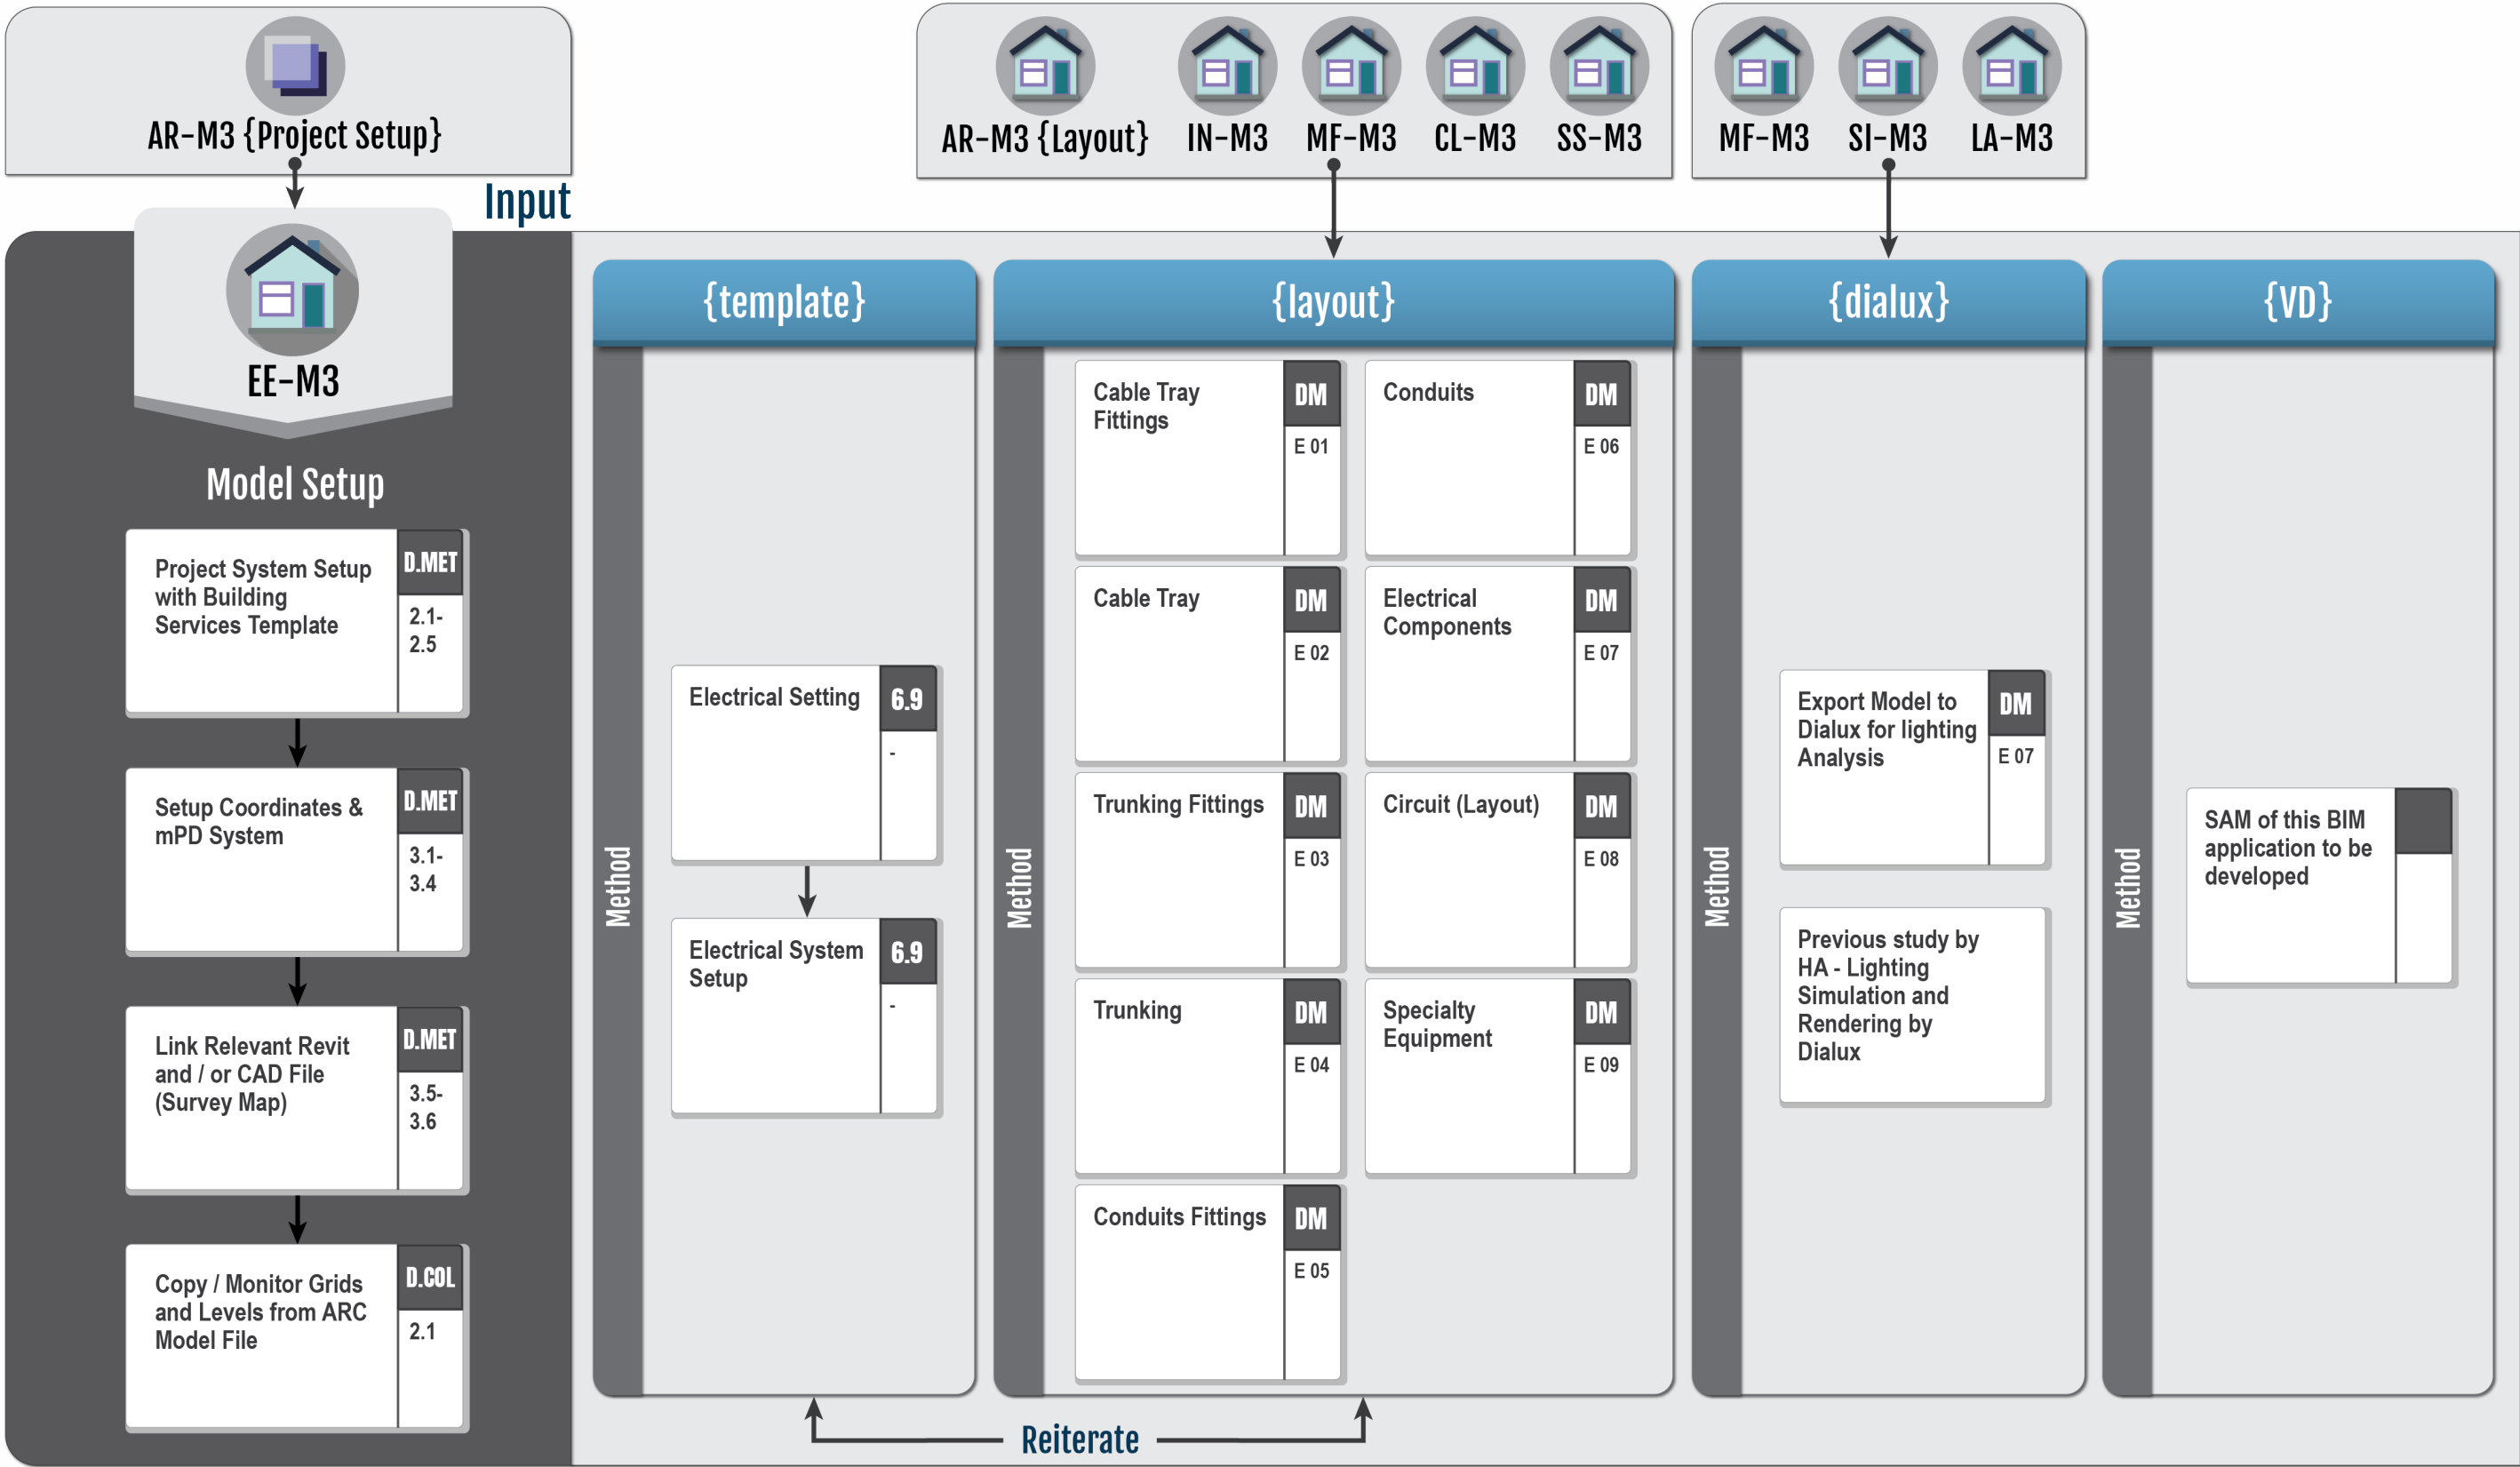 AR-M3 {Project Setup}
AR-M3 {Layout}
IN-M3
MF-M3
CL-M3
SS-M3
MF-M3
SI-M3
LA-M3
Input
EE-M3
Model Setup
Project System Setup
with Building
Services Template
D.MET
2.1-
2.5
Setup Coordinates &
mPD System
D.MET
3.1-
3.4
Link Relevant Revit
and / or CAD File
(Survey Map)
D.MET
3.5-
3.6
Copy / Monitor Grids
and Levels from ARC
Model File
D.COL
2.1
{template}
Method
Electrical Setting
6.9
-
Electrical System
Setup
6.9
-
{layout}
Method
Cable Tray
Fittings
DM
E 01
Cable Tray
DM
E 02
Trunking Fittings
DM
E 03
Trunking
DM
E 04
Conduits Fittings
DM
E 05
Conduits
DM
E 06
Electrical
Components
DM
E 07
Circuit (Layout)
DM
E 08
Specialty
Equipment
DM
E 09
{dialux}
Method
Export Model to
Dialux for lighting
Analysis
DM
E 07
Previous study by
HA - Lighting
Simulation and
Rendering by
Dialux
{VD}
Method
SAM of this BIM
application to be
developed
Reiterate